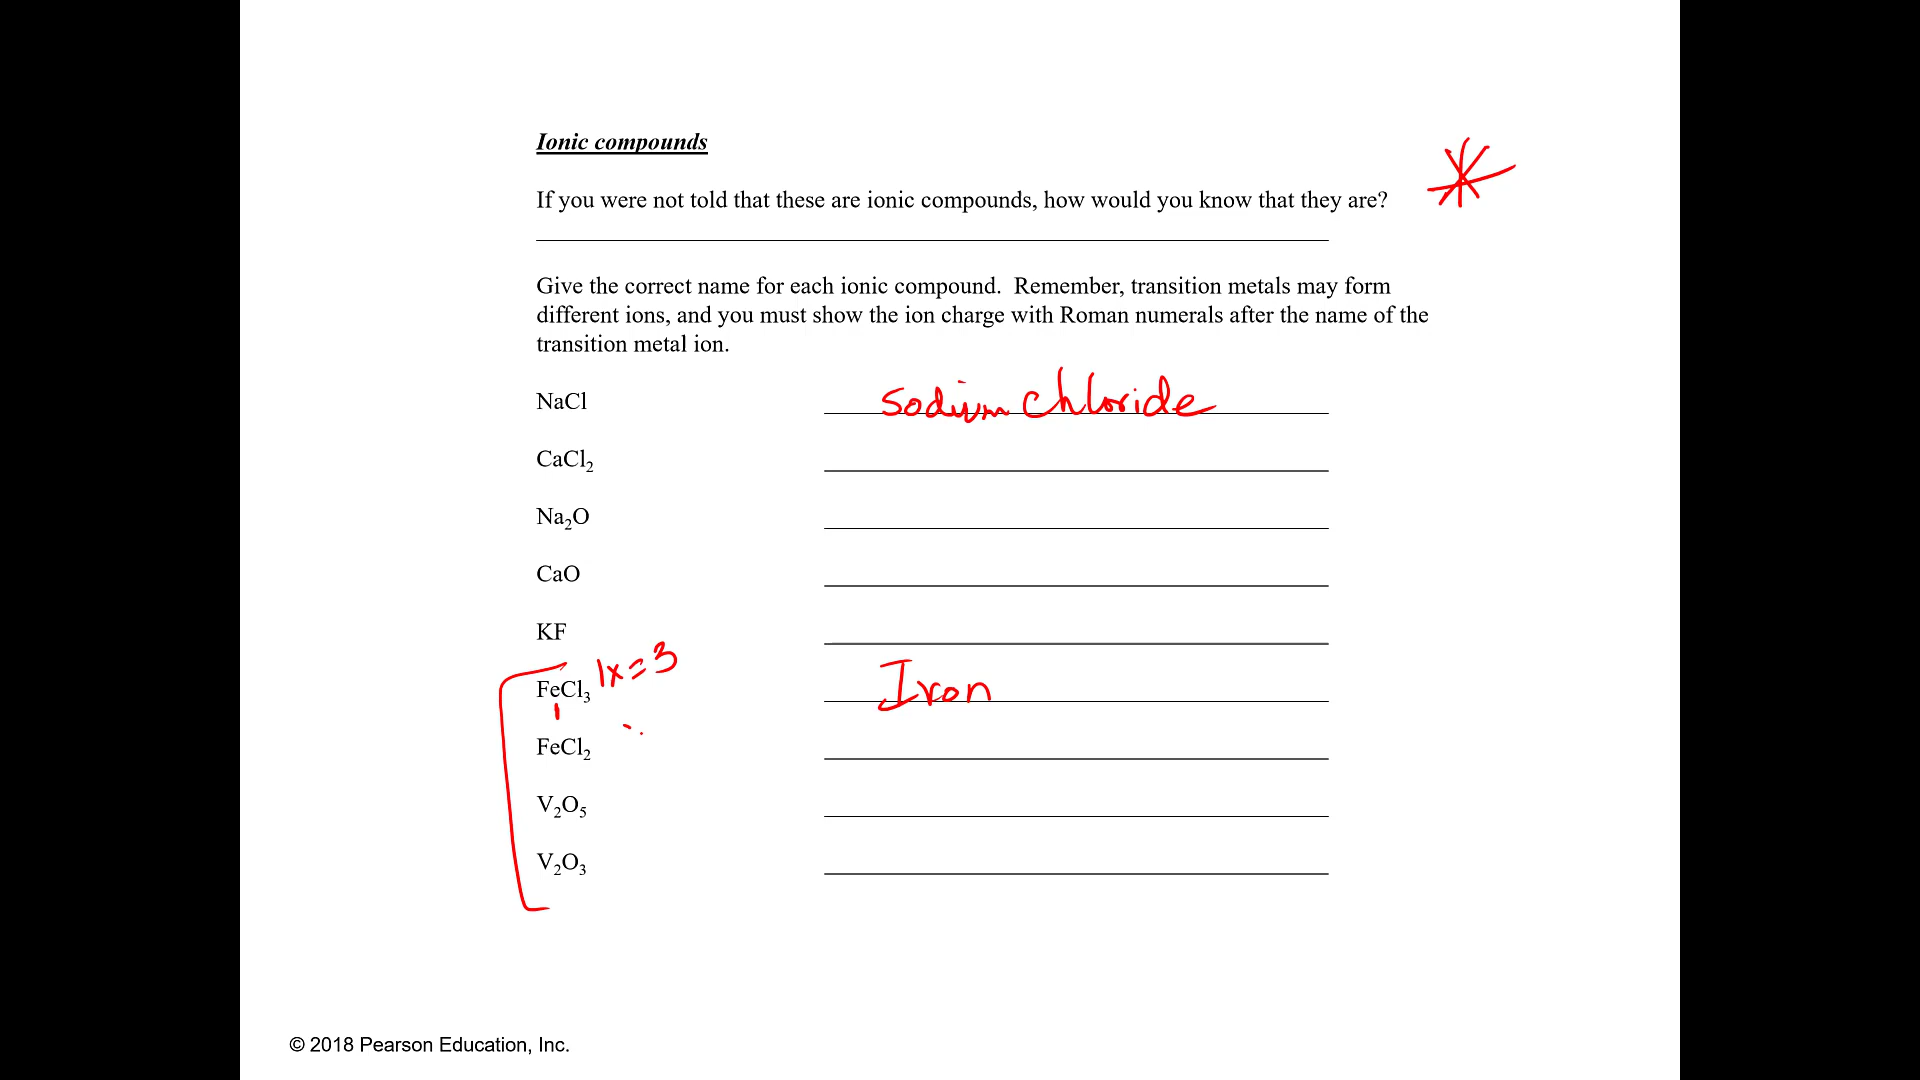 Ionic compounds
If you were not told that these are ionic compounds, how would you know that they are?
Give the correct name for each ionic compound. Remember, transition metals may form
different ions, and you must show the ion charge with Roman numerals after the name of the
transition metal ion.
NaCl sodium chloride
CaCl₂
Na₂O
CaO
KF
FeCl₃ 1x=3 Iron
1
FeCl₂
V₂O₅
V₂O₃
© 2018 Pearson Education, Inc.